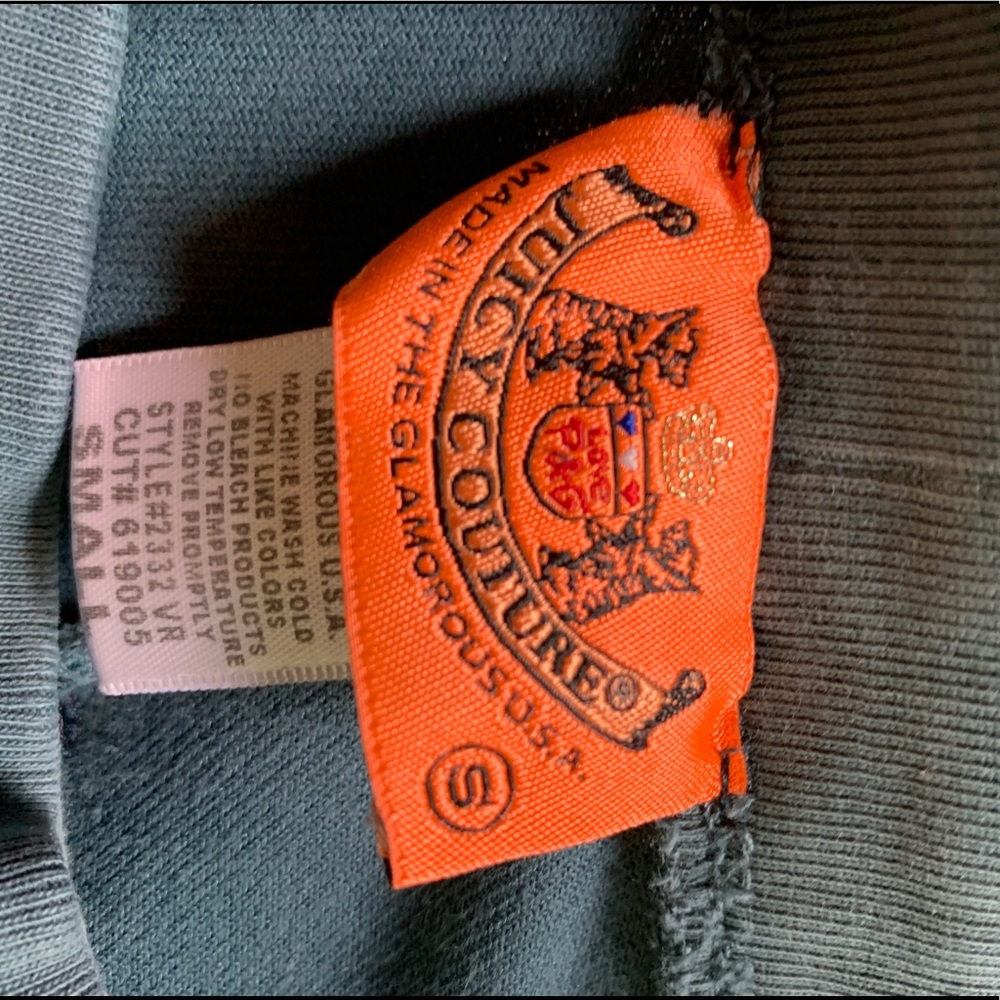 JUICY COUTURE®
LOVE
P&G
MADE IN THE GLAMOROUS U.S.A.
S
GLAMOROUS U.S.A.
MACHINE WASH COLD
WITH LIKE COLORS
NO BLEACH PRODUCTS
DRY LOW TEMPERATURE
REMOVE PROMPTLY
STYLE#2332 VR
CUT# 619005
SMALL